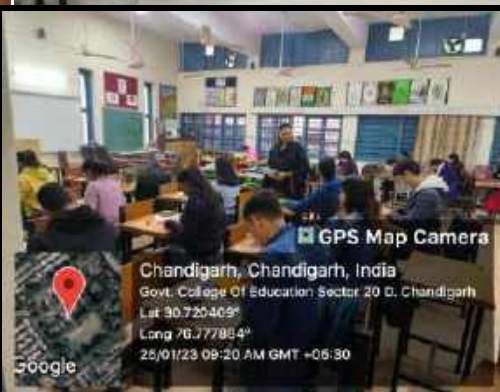 GPS Map Camera
Chandigarh, Chandigarh, India
Govt. College Of Education Sector 20 D, Chandigarh
Lat 30.720409°
Long 76.777884°
25/01/23 09:20 AM GMT +05:30
Google